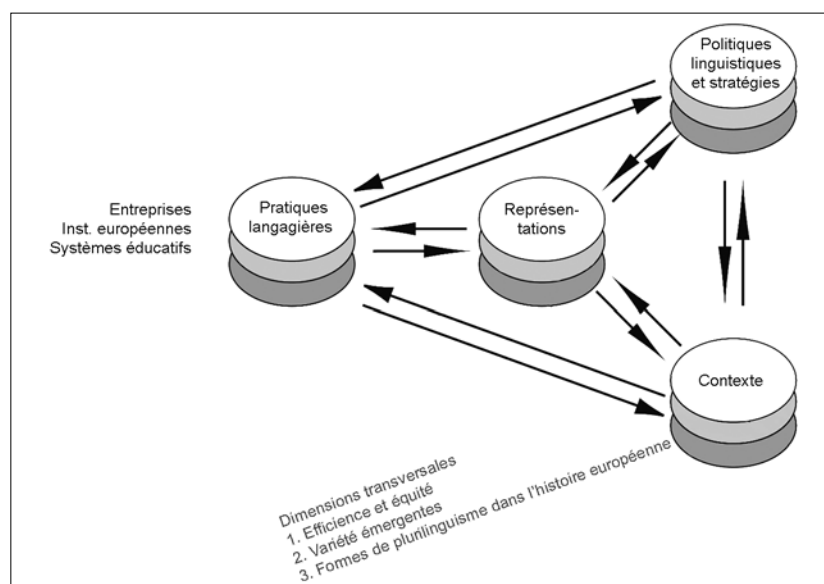 Politiques
linguistiques
et stratégies
Entreprises
Inst. européennes
Systèmes éducatifs
Pratiques
langagières
Représen-
tations
Contexte
Dimensions transversales
1. Efficience et équité
2. Variété émergentes
3. Formes de plurilinguisme dans l'histoire européenne